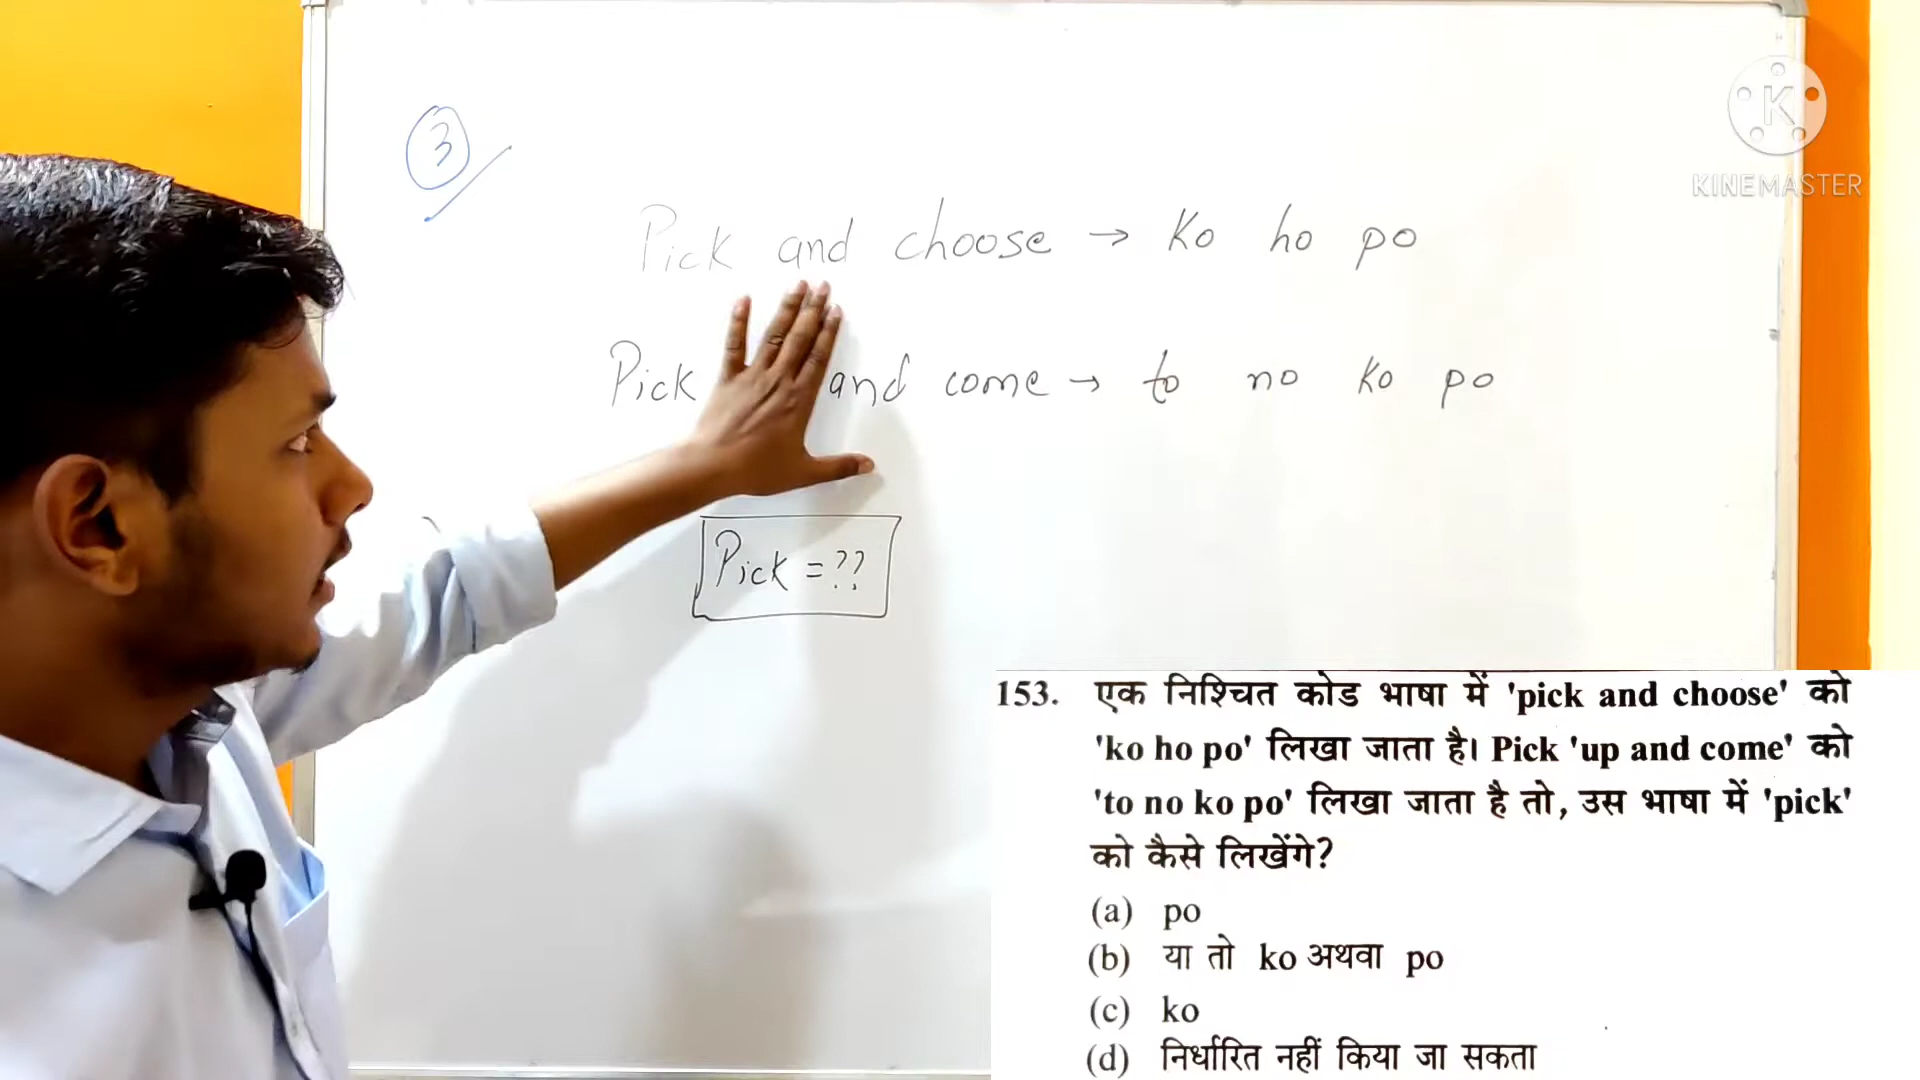 KINEMASTER
3
Pick and choose → ko ho po
Pick and come → to no ko po
Pick = ??
153. एक निश्चित कोड भाषा में 'pick and choose' को
'ko ho po' लिखा जाता है। Pick 'up and come' को
'to no ko po' लिखा जाता है तो, उस भाषा में 'pick'
को कैसे लिखेंगे?
(a) po
(b) या तो ko अथवा po
(c) ko
(d) निर्धारित नहीं किया जा सकता